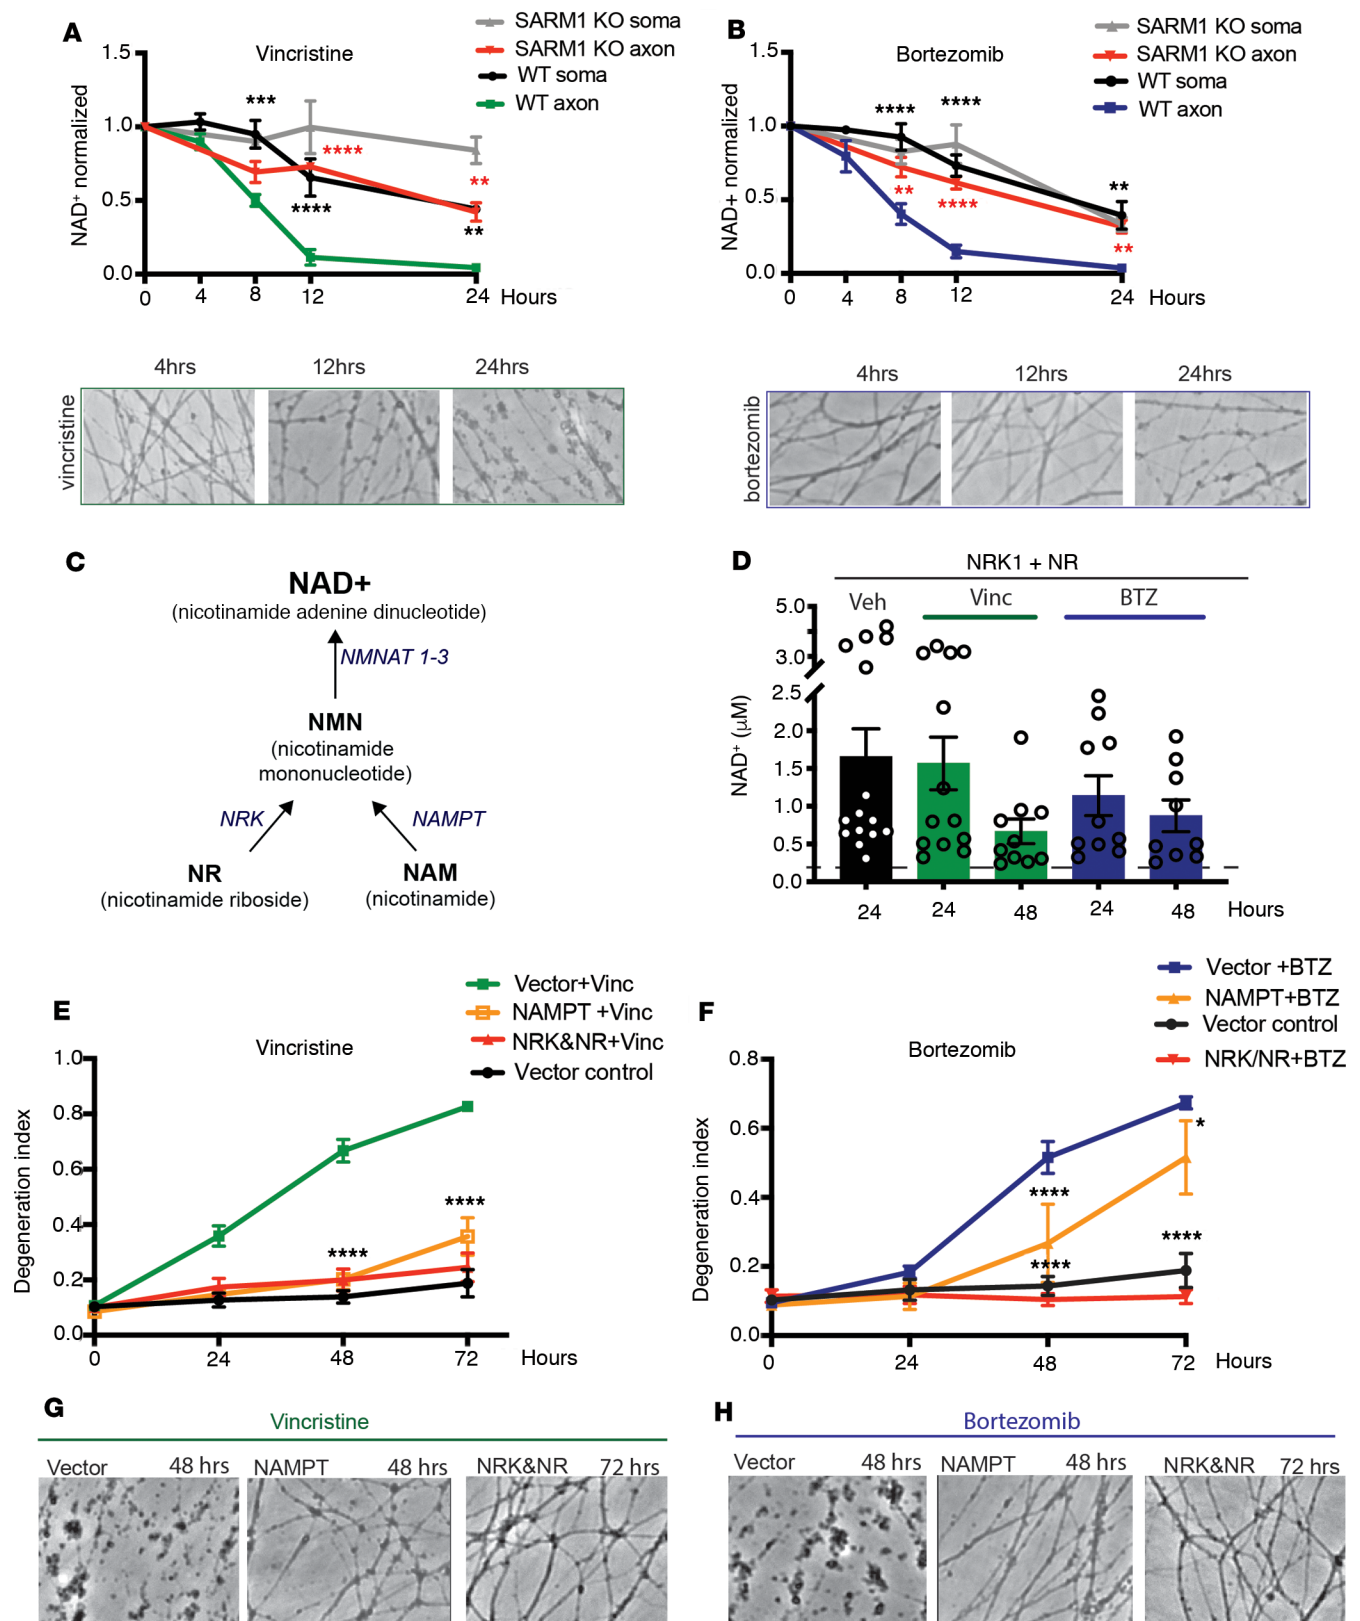 A
Vincristine
SARM1 KO soma
SARM1 KO axon
WT soma
WT axon
NAD⁺ normalized
1.5
1.0
0.5
0.0
***
****
****
**
**
0 4 8 12 24 Hours
B
Bortezomib
SARM1 KO soma
SARM1 KO axon
WT soma
WT axon
NAD+ normalized
1.5
1.0
0.5
0.0
****
****
**
****
**
**
0 4 8 12 24 Hours
4hrs 12hrs 24hrs
vincristine
4hrs 12hrs 24hrs
bortezomib
C
NAD+
(nicotinamide adenine dinucleotide)
NMNAT 1-3
NMN
(nicotinamide
mononucleotide)
NRK
NAMPT
NR
(nicotinamide riboside)
NAM
(nicotinamide)
D
NRK1 + NR
Veh Vinc BTZ
NAD⁺ (μM)
5.0
3.0
2.5
2.0
1.5
1.0
0.5
0.0
24 24 48 24 48 Hours
E
Vincristine
Vector+Vinc
NAMPT +Vinc
NRK&NR+Vinc
Vector control
Degeneration index
1.0
0.8
0.6
0.4
0.2
0.0
****
****
0 24 48 72 Hours
F
Bortezomib
Vector +BTZ
NAMPT+BTZ
Vector control
NRK/NR+BTZ
Degeneration index
0.8
0.6
0.4
0.2
0.0
*
****
****
****
0 24 48 72 Hours
G
Vincristine
Vector 48 hrs
NAMPT 48 hrs
NRK&NR 72 hrs
H
Bortezomib
Vector 48 hrs
NAMPT 48 hrs
NRK&NR 72 hrs